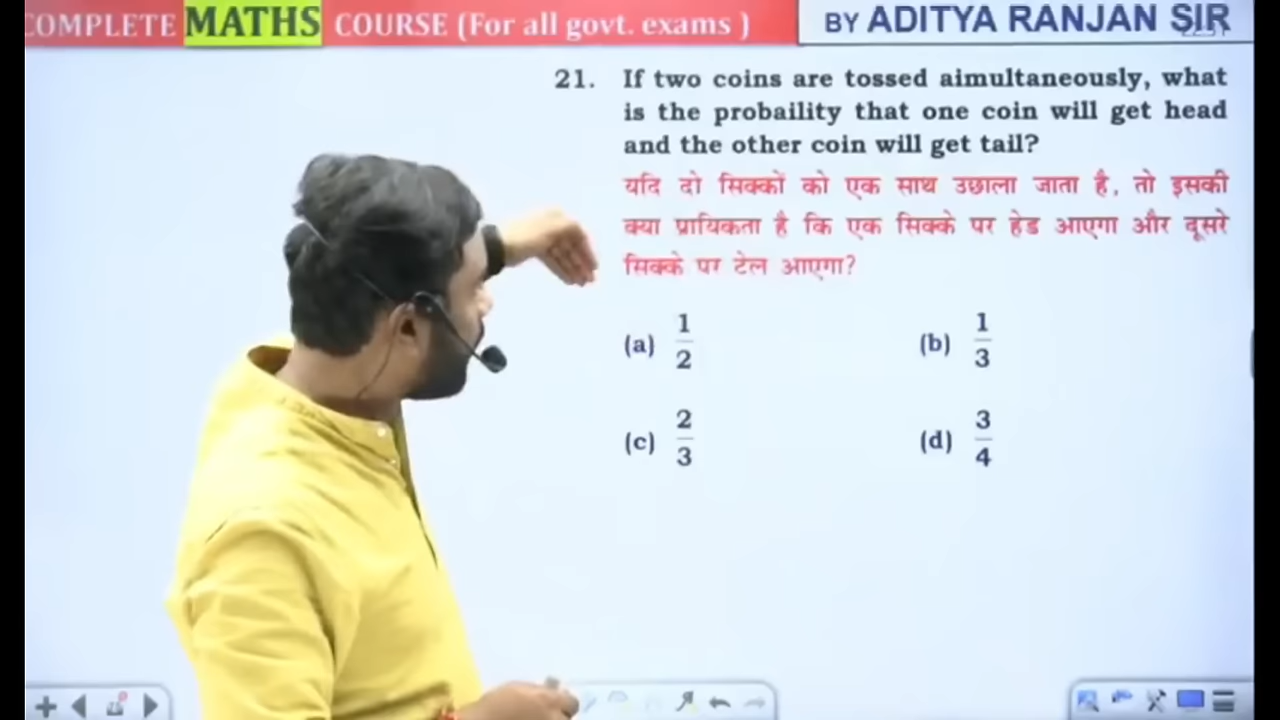 COMPLETE MATHS COURSE (For all govt. exams )
BY ADITYA RANJAN SIR
21. If two coins are tossed aimultaneously, what
is the probaility that one coin will get head
and the other coin will get tail?
यदि दो सिक्कों को एक साथ उछाला जाता है, तो इसकी
क्या प्रायिकता है कि एक सिक्के पर हेड आएगा और दूसरे
सिक्के पर टेल आएगा?
(a) 1/2 (b) 1/3
(c) 2/3 (d) 3/4